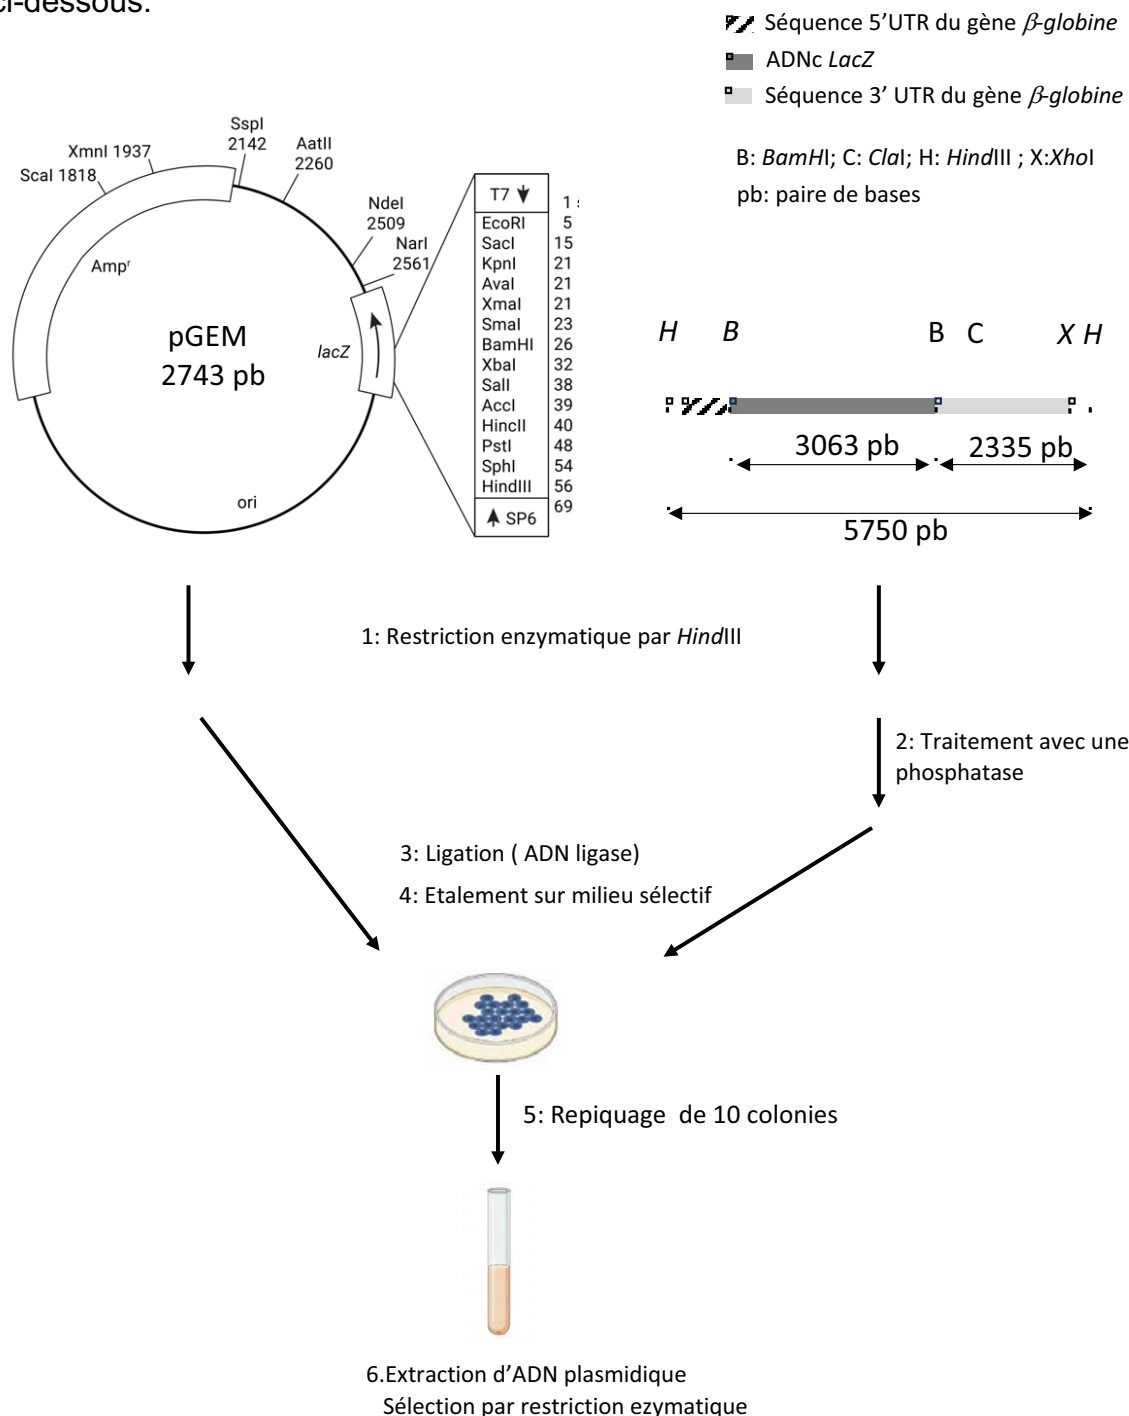 ci-dessous.
Séquence 5'UTR du gène β-globine
ADNc LacZ
Séquence 3' UTR du gène β-globine
B: BamHI; C: ClaI; H: HindIII ; X:XhoI
pb: paire de bases
SspI
2142
AatII
2260
XmnI 1937
ScaI 1818
NdeI
2509
NarI
2561
Ampʳ
pGEM
2743 pb
lacZ
ori
T7
1
EcoRI 5
SacI 15
KpnI 21
AvaI 21
XmaI 21
SmaI 23
BamHI 26
XbaI 32
SalI 38
AccI 39
HincII 40
PstI 48
SphI 54
HindIII 56
69
SP6
H B B C X H
3063 pb 2335 pb
5750 pb
1: Restriction enzymatique par HindIII
2: Traitement avec une
phosphatase
3: Ligation ( ADN ligase)
4: Etalement sur milieu sélectif
5: Repiquage de 10 colonies
6.Extraction d'ADN plasmidique
Sélection par restriction ezymatique